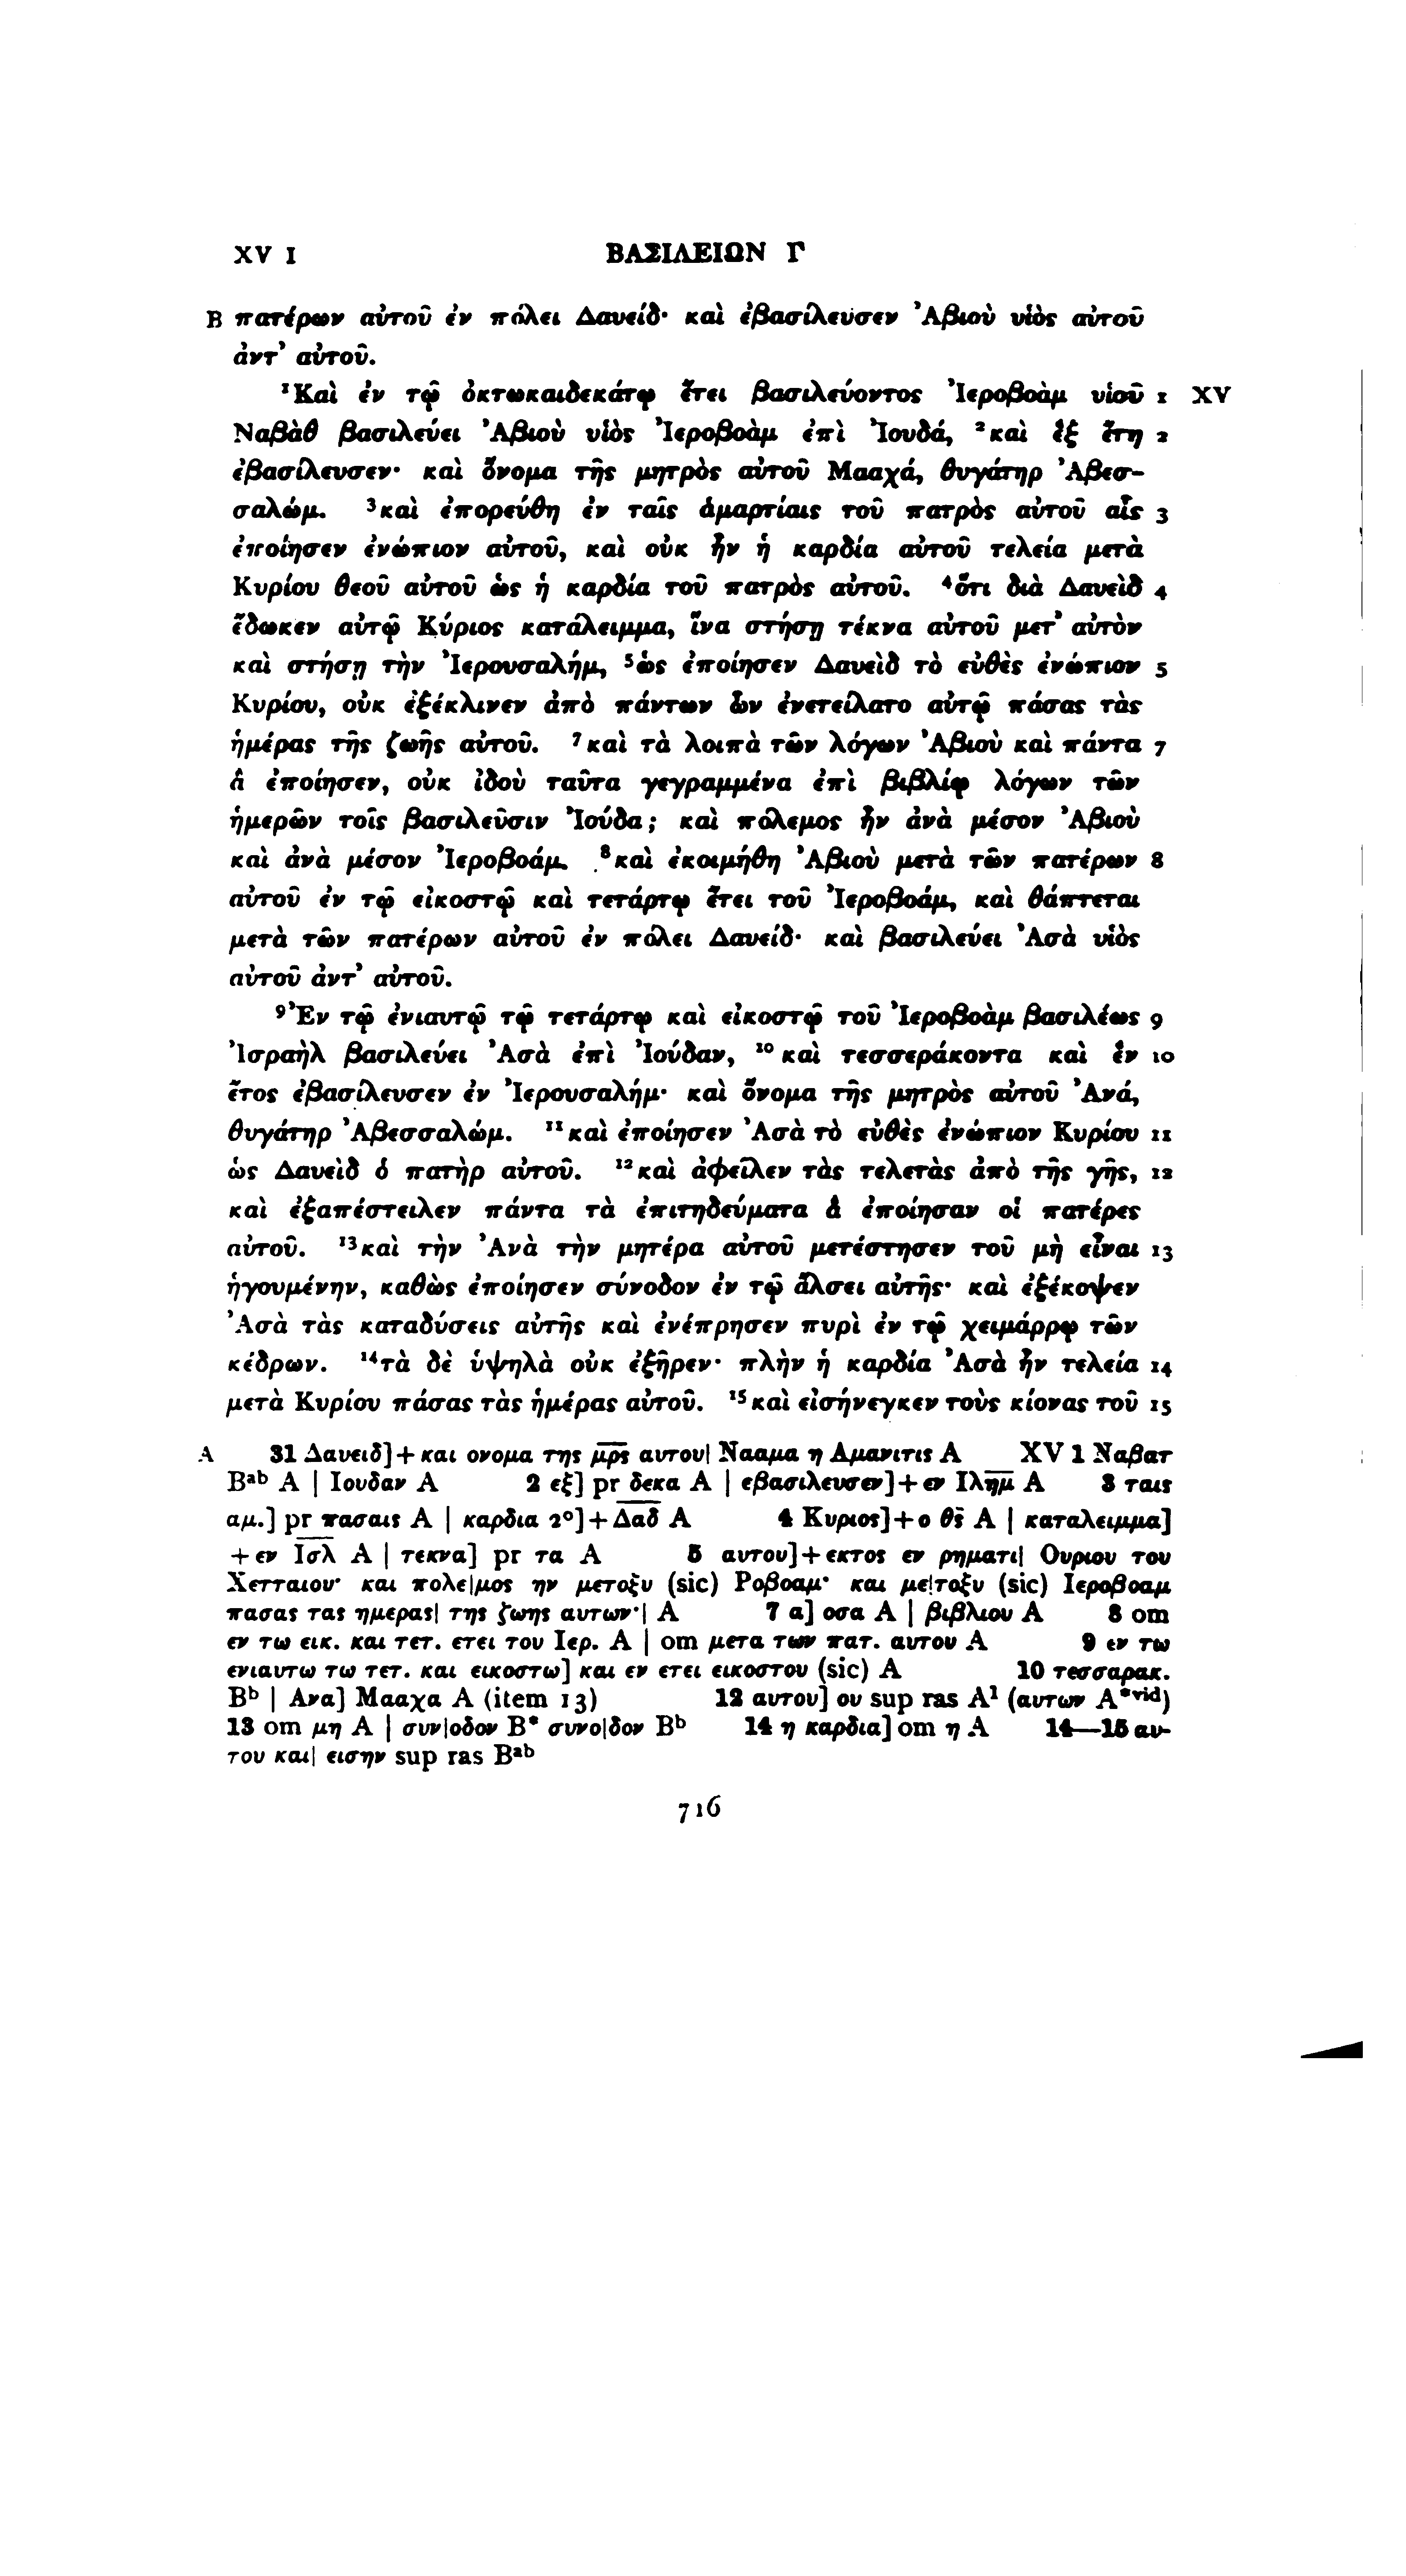 XV 1 ΒΑΣΙΛΕΙΩΝ Γ
B πατέρων αὐτοῦ ἐν πόλει Δαυείδ· καὶ ἐβασίλευσεν Ἀβιοὺ υἱὸς αὐτοῦ
ἀντ᾽ αὐτοῦ.
¹Καὶ ἐν τῷ ὀκτωκαιδεκάτῳ ἔτει βασιλεύοντος Ἰεροβοὰμ υἱοῦ 1 XV
Ναβὰθ βασιλεύει Ἀβιοὺ υἱὸς Ἰεροβοὰμ ἐπὶ Ἰουδά, ²καὶ ἓξ ἔτη 2
ἐβασίλευσεν· καὶ ὄνομα τῆς μητρὸς αὐτοῦ Μααχά, θυγάτηρ Ἀβεσ-
σαλώμ. ³καὶ ἐπορεύθη ἐν ταῖς ἁμαρτίαις τοῦ πατρὸς αὐτοῦ αἷς 3
ἐποίησεν ἐνώπιον αὐτοῦ, καὶ οὐκ ἦν ἡ καρδία αὐτοῦ τελεία μετὰ
Κυρίου θεοῦ αὐτοῦ ὡς ἡ καρδία τοῦ πατρὸς αὐτοῦ. ⁴ὅτι διὰ Δαυεὶδ 4
ἔδωκεν αὐτῷ Κύριος κατάλειμμα, ἵνα στήσῃ τέκνα αὐτοῦ μετ᾽ αὐτὸν
καὶ στήσῃ τὴν Ἰερουσαλήμ, ⁵ὡς ἐποίησεν Δαυεὶδ τὸ εὐθὲς ἐνώπιον 5
Κυρίου, οὐκ ἐξέκλινεν ἀπὸ πάντων ὧν ἐνετείλατο αὐτῷ πάσας τὰς
ἡμέρας τῆς ζωῆς αὐτοῦ. ⁷καὶ τὰ λοιπὰ τῶν λόγων Ἀβιοὺ καὶ πάντα 7
ἃ ἐποίησεν, οὐκ ἰδοὺ ταῦτα γεγραμμένα ἐπὶ βιβλίῳ λόγων τῶν
ἡμερῶν τοῖς βασιλεῦσιν Ἰούδα; καὶ πόλεμος ἦν ἀνὰ μέσον Ἀβιοὺ
καὶ ἀνὰ μέσον Ἰεροβοάμ. ⁸καὶ ἐκοιμήθη Ἀβιοὺ μετὰ τῶν πατέρων 8
αὐτοῦ ἐν τῷ εἰκοστῷ καὶ τετάρτῳ ἔτει τοῦ Ἰεροβοάμ, καὶ θάπτεται
μετὰ τῶν πατέρων αὐτοῦ ἐν πόλει Δαυείδ· καὶ βασιλεύει Ἀσὰ υἱὸς
αὐτοῦ ἀντ᾽ αὐτοῦ.
⁹Ἐν τῷ ἐνιαυτῷ τῷ τετάρτῳ καὶ εἰκοστῷ τοῦ Ἰεροβοὰμ βασιλέως 9
Ἰσραὴλ βασιλεύει Ἀσὰ ἐπὶ Ἰούδαν, ¹⁰καὶ τεσσεράκοντα καὶ ἓν 10
ἔτος ἐβασίλευσεν ἐν Ἰερουσαλήμ· καὶ ὄνομα τῆς μητρὸς αὐτοῦ Ἀνά,
θυγάτηρ Ἀβεσσαλώμ. ¹¹καὶ ἐποίησεν Ἀσὰ τὸ εὐθὲς ἐνώπιον Κυρίου 11
ὡς Δαυεὶδ ὁ πατὴρ αὐτοῦ. ¹²καὶ ἀφεῖλεν τὰς τελετὰς ἀπὸ τῆς γῆς, 12
καὶ ἐξαπέστειλεν πάντα τὰ ἐπιτηδεύματα ἃ ἐποίησαν οἱ πατέρες
αὐτοῦ. ¹³καὶ τὴν Ἀνὰ τὴν μητέρα αὐτοῦ μετέστησεν τοῦ μὴ εἶναι 13
ἡγουμένην, καθὼς ἐποίησεν σύνοδον ἐν τῷ ἄλσει αὐτῆς· καὶ ἐξέκοψεν
Ἀσὰ τὰς καταδύσεις αὐτῆς καὶ ἐνέπρησεν πυρὶ ἐν τῷ χειμάρρῳ τῶν
κέδρων. ¹⁴τὰ δὲ ὑψηλὰ οὐκ ἐξῆρεν· πλὴν ἡ καρδία Ἀσὰ ἦν τελεία 14
μετὰ Κυρίου πάσας τὰς ἡμέρας αὐτοῦ. ¹⁵καὶ εἰσήνεγκεν τοὺς κίονας τοῦ 15
A 31 Δαυειδ]+και ονομα της μ̅ρ̅ς̅ αυτου| Νααμα η Αμανιτις A XV 1 Ναβατ
Bᵃᵇ A | Ιουδαν A 2 εξ] pr δεκα A | εβασιλευσεν]+εν Ιλ̅η̅μ̅ A 3 ταις
αμ.] pr πασαις A | καρδια 2°]+Δ̅α̅δ̅ A 4 Κυριος]+ο θ̅ς̅ A | καταλειμμα]
+εν Ι̅σ̅λ̅ A | τεκνα] pr τα A 5 αυτου]+εκτος εν ρηματι| Ουριου του
Χετταιου· και πολε|μος ην μετοξυ (sic) Ροβοαμ· και με|τοξυ (sic) Ιεροβοαμ
πασας τας ημερας| της ζωης αυτων·| A 7 α] οσα A | βιβλιου A 8 om
εν τω εικ. και τετ. ετει του Ιερ. A | om μετα των πατ. αυτου A 9 εν τω
ενιαυτω τω τετ. και εικοστω] και εν ετει εικοστου (sic) A 10 τεσσαρακ.
Bᵇ | Ανα] Μααχα A (item 13) 12 αυτου] ου sup ras A¹ (αυτων A*ᵛⁱᵈ)
13 om μη A | συν|οδον B* συνο|δον Bᵇ 14 η καρδια] om η A 14—15 αυ-
του και| εισην sup ras Bᵃᵇ
716